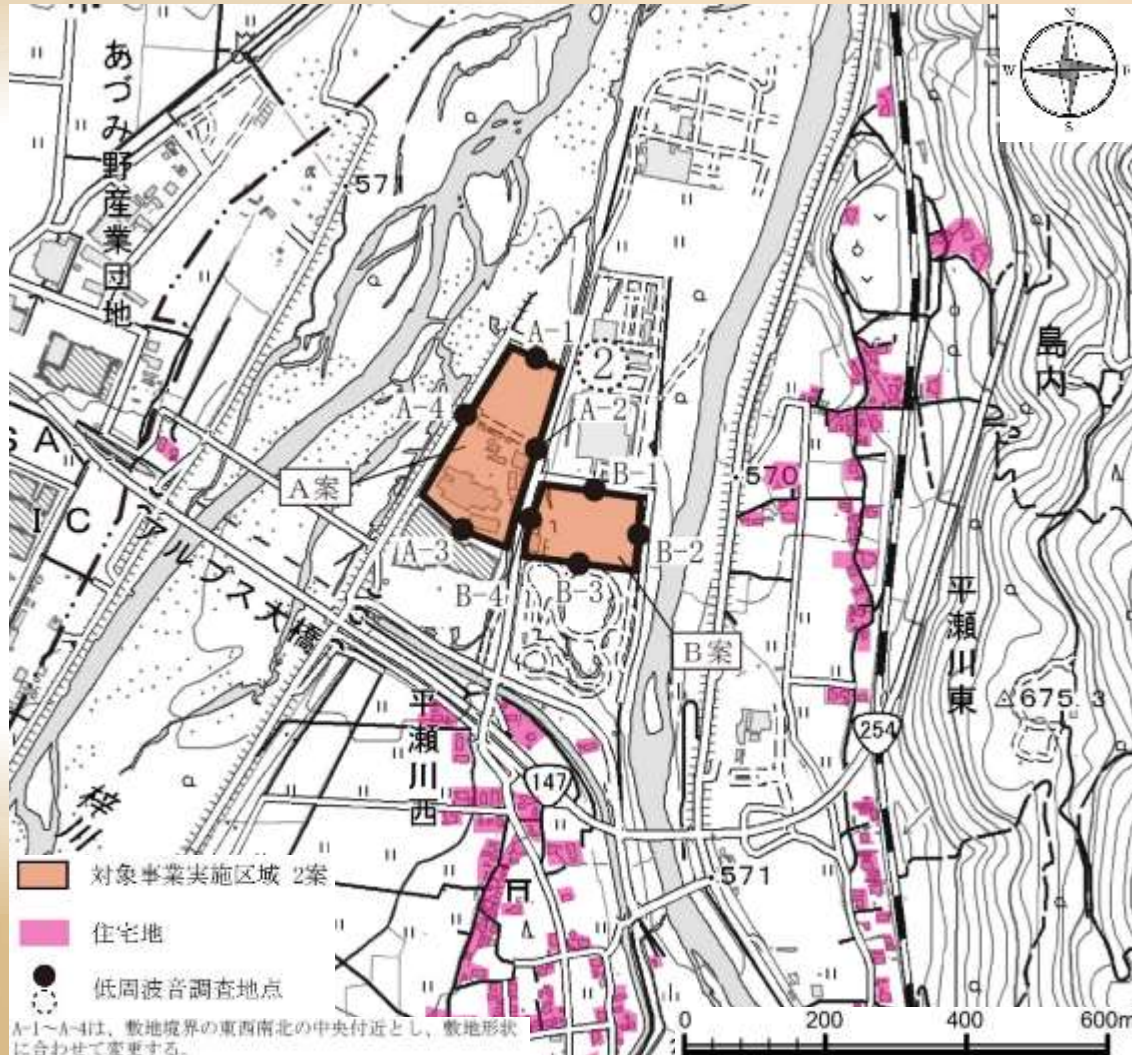 N
W
E
S
あづみ野産業団地
571
島内
A-1
2
A-4
A-2
A案
B-1
570
SA
IC
アルプス大橋
A-3
B-2
B-4
B-3
B案
平瀬川東
675.3
平瀬川西
254
147
梓川
571
対象事業実施区域 2案
住宅地
低周波音調査地点
A-1～A-4は、敷地境界の東西南北の中央付近とし、敷地形状
に合わせて変更する。
0 200 400 600m